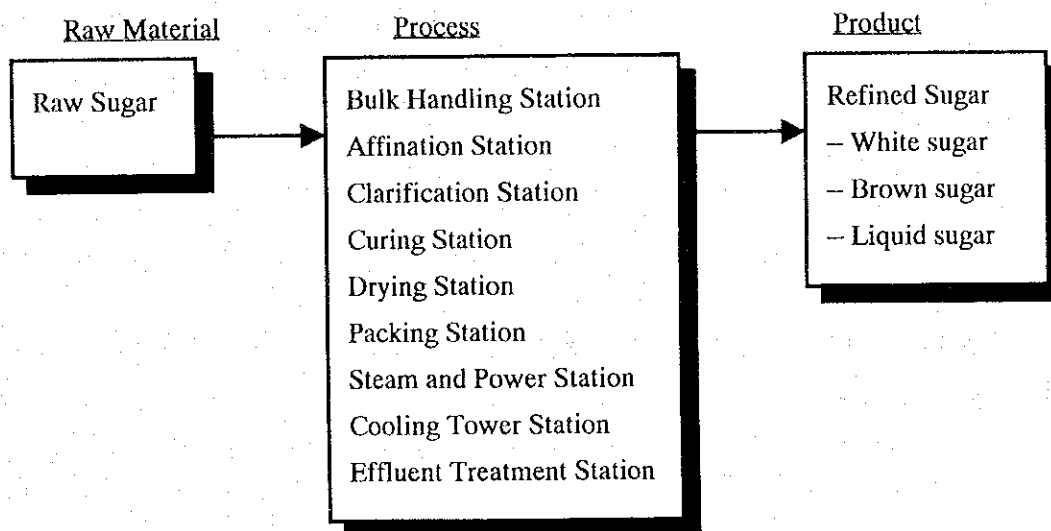 Raw Material
Raw Sugar
Process
Bulk Handling Station
Affination Station
Clarification Station
Curing Station
Drying Station
Packing Station
Steam and Power Station
Cooling Tower Station
Effluent Treatment Station
Product
Refined Sugar
– White sugar
– Brown sugar
– Liquid sugar